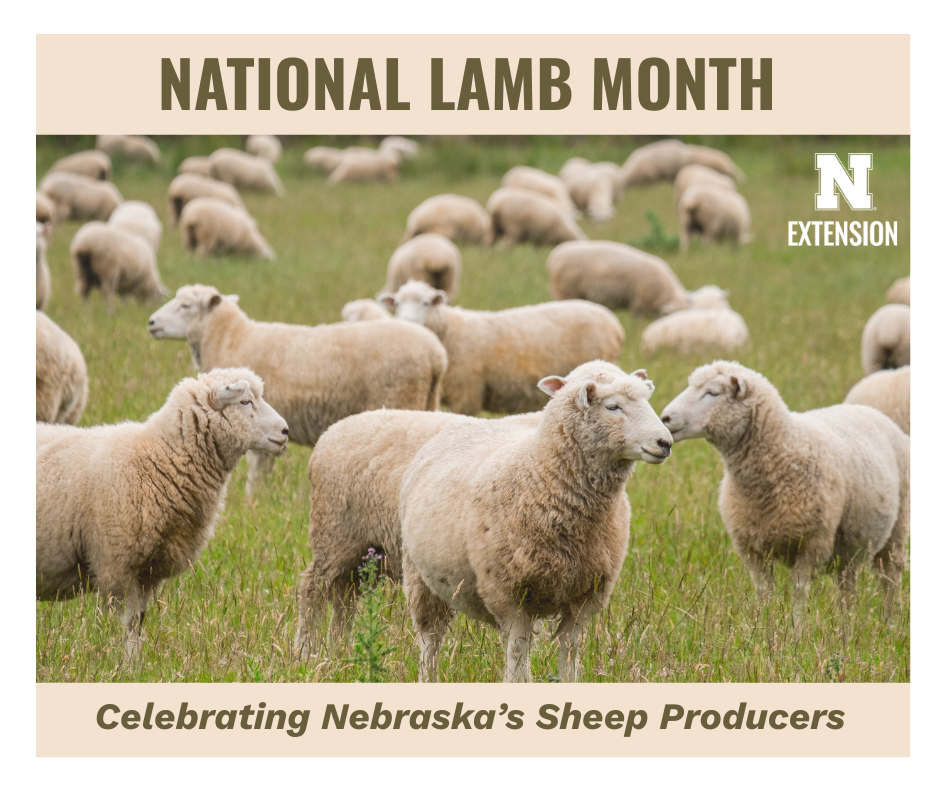 NATIONAL LAMB MONTH
N
EXTENSION
Celebrating Nebraska's Sheep Producers